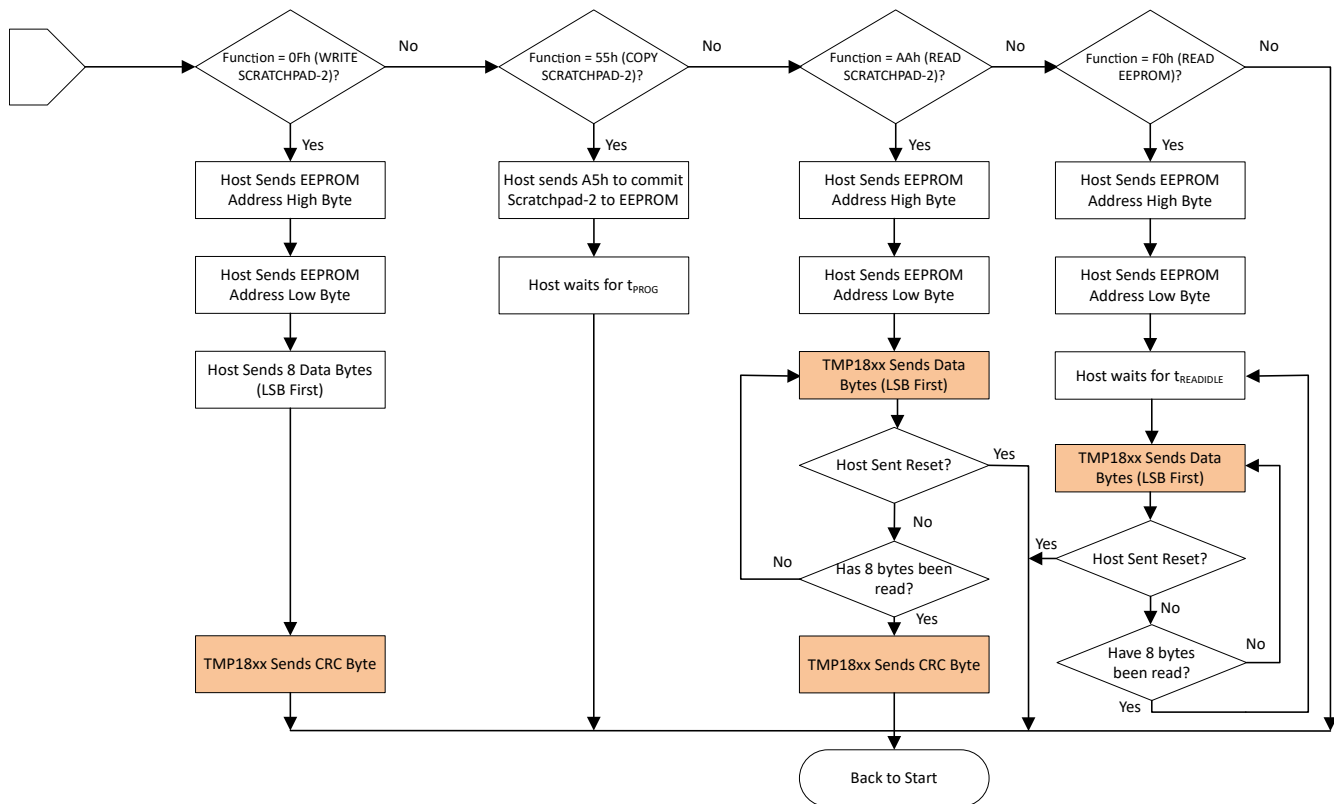 Function = 0Fh (WRITE
SCRATCHPAD-2)?
No
Yes
Host Sends EEPROM
Address High Byte
Host Sends EEPROM
Address Low Byte
Host Sends 8 Data Bytes
(LSB First)
TMP18xx Sends CRC Byte
Function = 55h (COPY
SCRATCHPAD-2)?
No
Yes
Host sends A5h to commit
Scratchpad-2 to EEPROM
Host waits for tPROG
Function = AAh (READ
SCRATCHPAD-2)?
No
Yes
Host Sends EEPROM
Address High Byte
Host Sends EEPROM
Address Low Byte
TMP18xx Sends Data
Bytes (LSB First)
Host Sent Reset?
Yes
No
Has 8 bytes been
read?
No
Yes
TMP18xx Sends CRC Byte
Function = F0h (READ
EEPROM)?
No
Yes
Host Sends EEPROM
Address High Byte
Host Sends EEPROM
Address Low Byte
Host waits for tREADIDLE
TMP18xx Sends Data
Bytes (LSB First)
Host Sent Reset?
Yes
No
Have 8 bytes
been read?
No
Yes
Back to Start